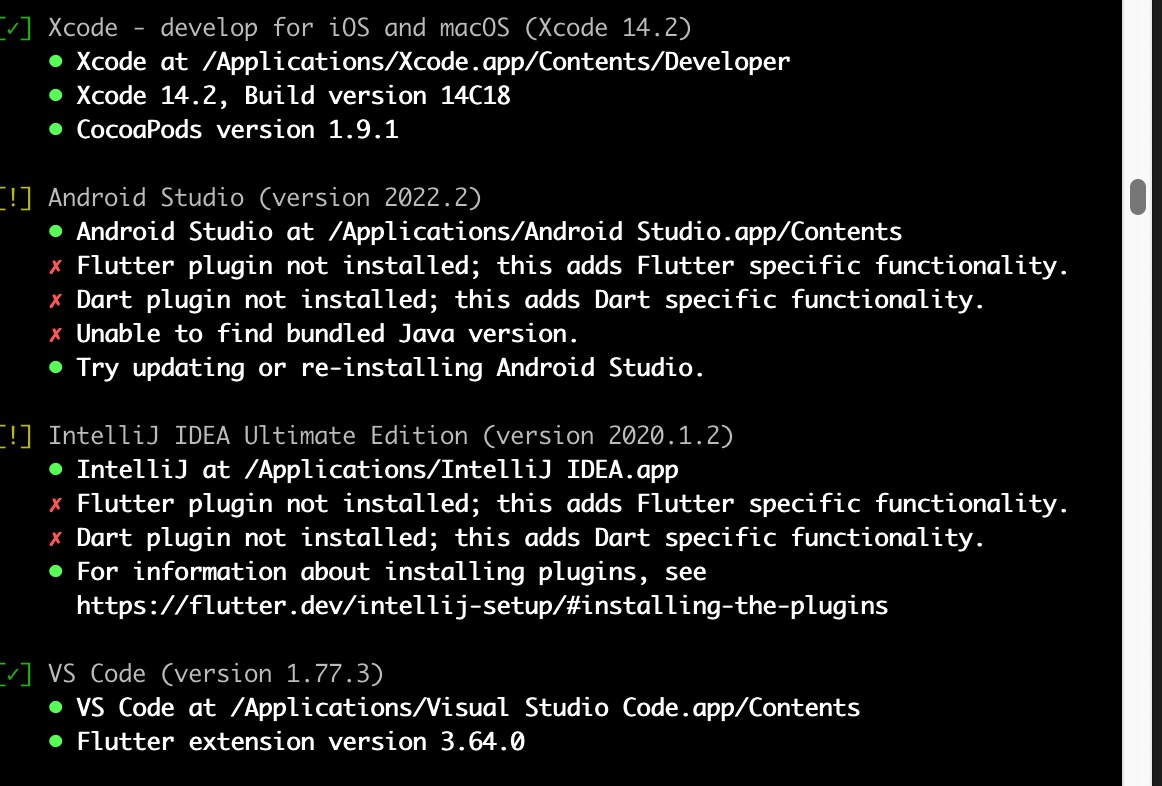 [✓] Xcode - develop for iOS and macOS (Xcode 14.2)
● Xcode at /Applications/Xcode.app/Contents/Developer
● Xcode 14.2, Build version 14C18
● CocoaPods version 1.9.1
[!] Android Studio (version 2022.2)
● Android Studio at /Applications/Android Studio.app/Contents
✗ Flutter plugin not installed; this adds Flutter specific functionality.
✗ Dart plugin not installed; this adds Dart specific functionality.
✗ Unable to find bundled Java version.
● Try updating or re-installing Android Studio.
[!] IntelliJ IDEA Ultimate Edition (version 2020.1.2)
● IntelliJ at /Applications/IntelliJ IDEA.app
✗ Flutter plugin not installed; this adds Flutter specific functionality.
✗ Dart plugin not installed; this adds Dart specific functionality.
● For information about installing plugins, see
https://flutter.dev/intellij-setup/#installing-the-plugins
[✓] VS Code (version 1.77.3)
● VS Code at /Applications/Visual Studio Code.app/Contents
● Flutter extension version 3.64.0